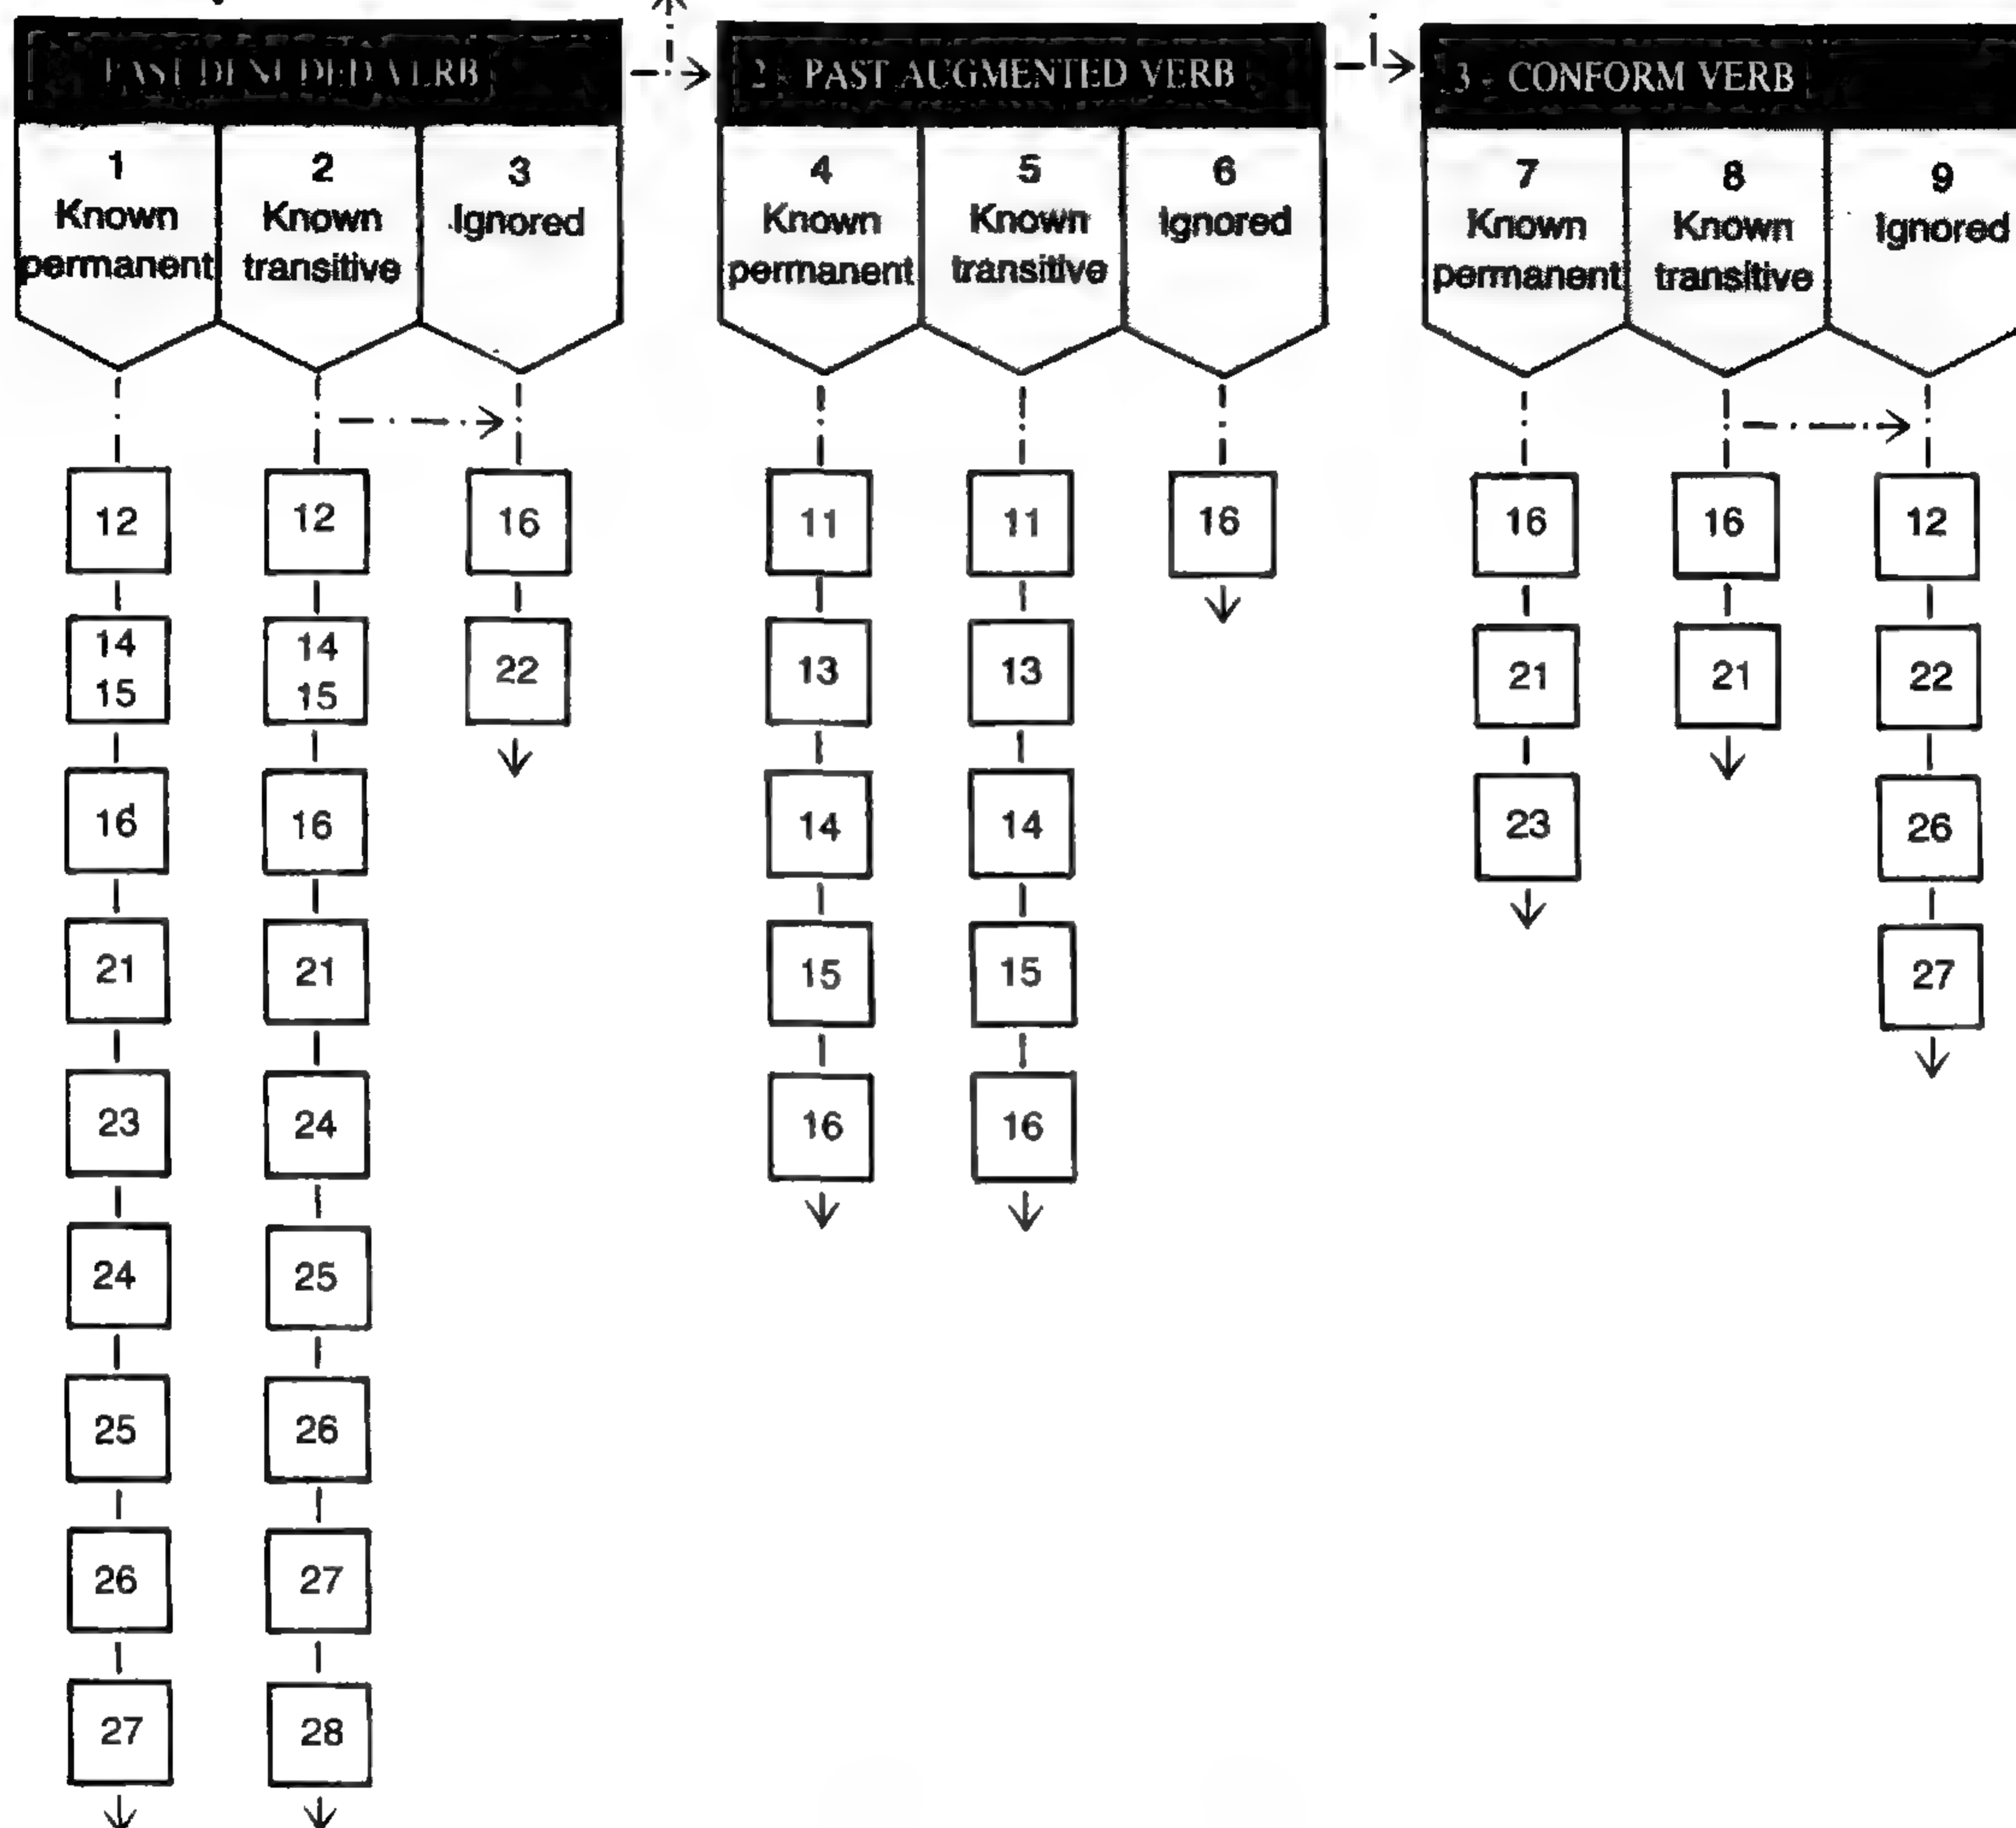 PAST DENUDED VERB
2 - PAST AUGMENTED VERB
3 - CONFORM VERB
1
Known
permanent
2
Known
transitive
3
Ignored
4
Known
permanent
5
Known
transitive
6
Ignored
7
Known
permanent
8
Known
transitive
9
Ignored
12
14
15
16
21
23
24
25
26
27
12
14
15
16
21
24
25
26
27
28
16
22
11
13
14
15
16
11
13
14
15
16
16
16
21
23
16
21
12
22
26
27